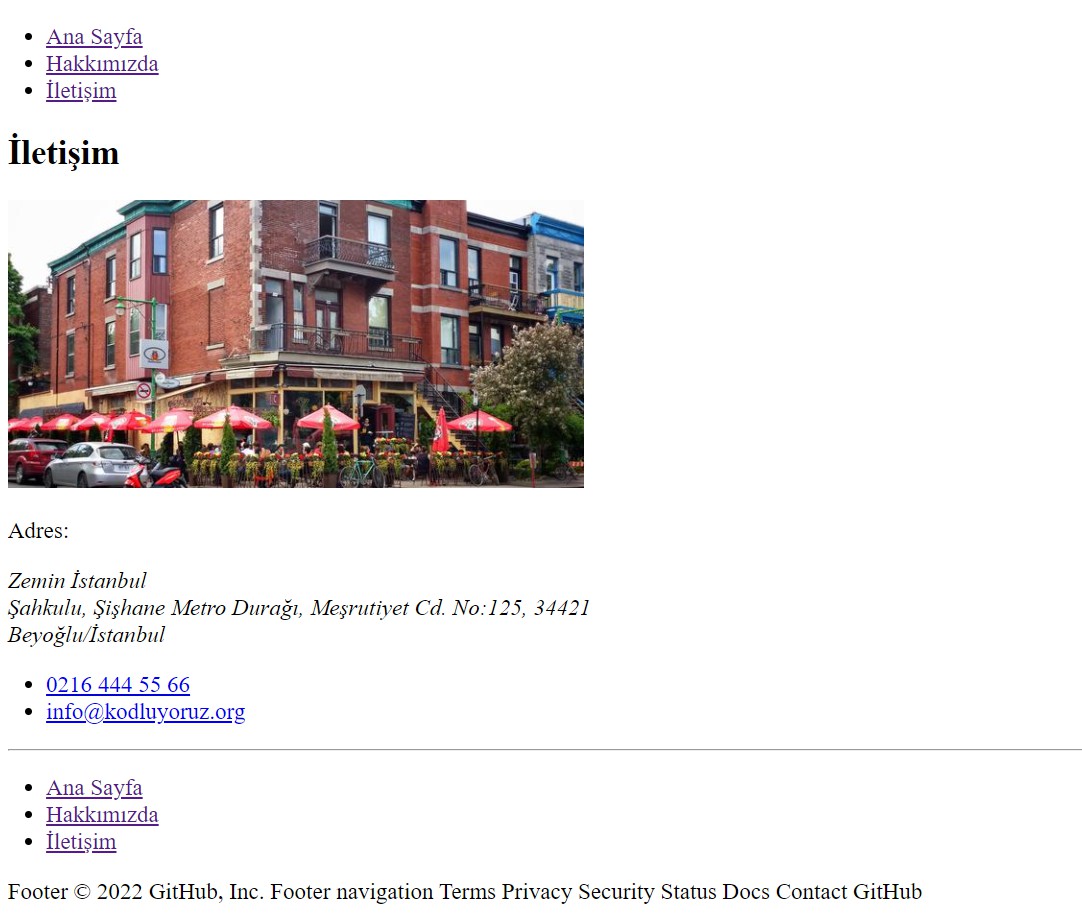 Ana Sayfa
Hakkımızda
İletişim
İletişim
Adres:
Zemin İstanbul
Şahkulu, Şişhane Metro Durağı, Meşrutiyet Cd. No:125, 34421
Beyoğlu/İstanbul
0216 444 55 66
info@kodluyoruz.org
Ana Sayfa
Hakkımızda
İletişim
Footer © 2022 GitHub, Inc. Footer navigation Terms Privacy Security Status Docs Contact GitHub